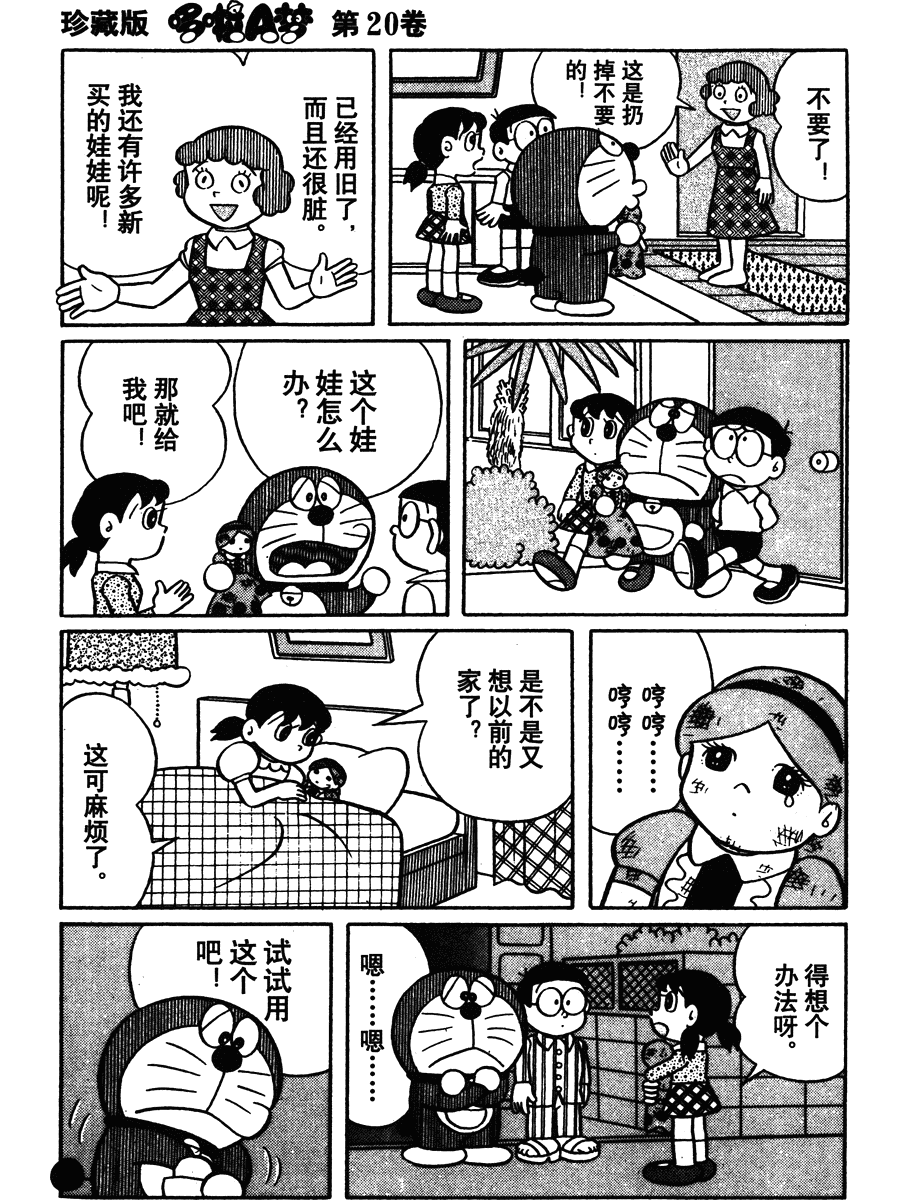 珍藏版 哆啦A梦 第20卷
不要了！
这是扔
掉不要
的！
已经用旧了，
而且还很脏。
我还有许多新
买的娃娃呢！
这个娃
娃怎么
办？
那就给
我吧！
哼哼……
哼哼……
是不是又
想以前的
家了？
这可麻烦了。
得想个
办法呀。
嗯……嗯……
试试用
这个
吧！